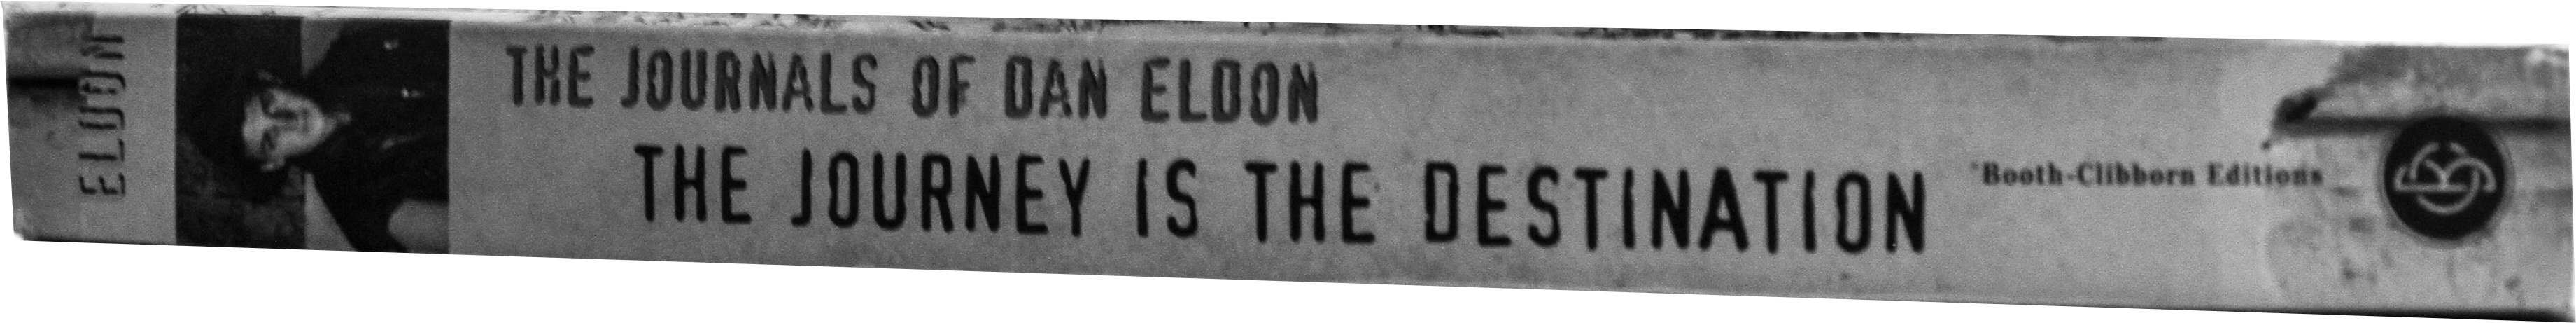 ELDON
THE JOURNALS OF DAN ELDON
THE JOURNEY IS THE DESTINATION
Booth-Clibborn Editions